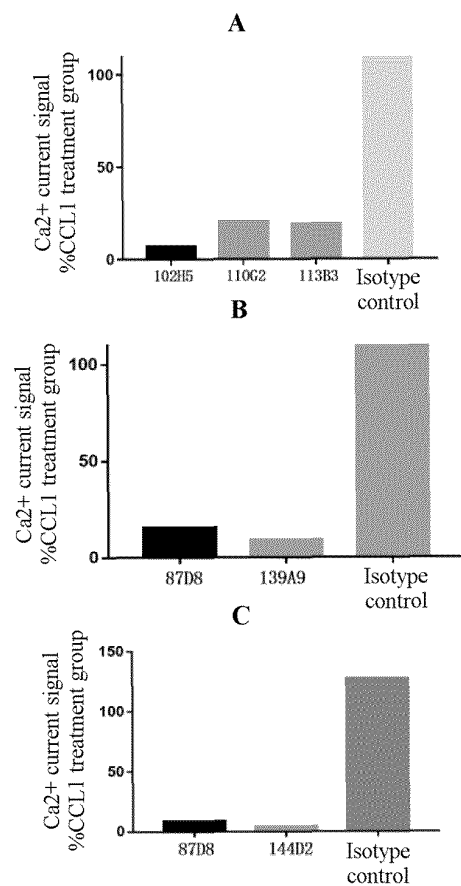 A
Ca2+ current signal
%CCL1 treatment group
100
50
0
102H5
110G2
113B3
Isotype
control
B
Ca2+ current signal
%CCL1 treatment group
100
50
0
87D8
139A9
Isotype
control
C
Ca2+ current signal
%CCL1 treatment group
150
100
50
0
87D8
144D2
Isotype
control